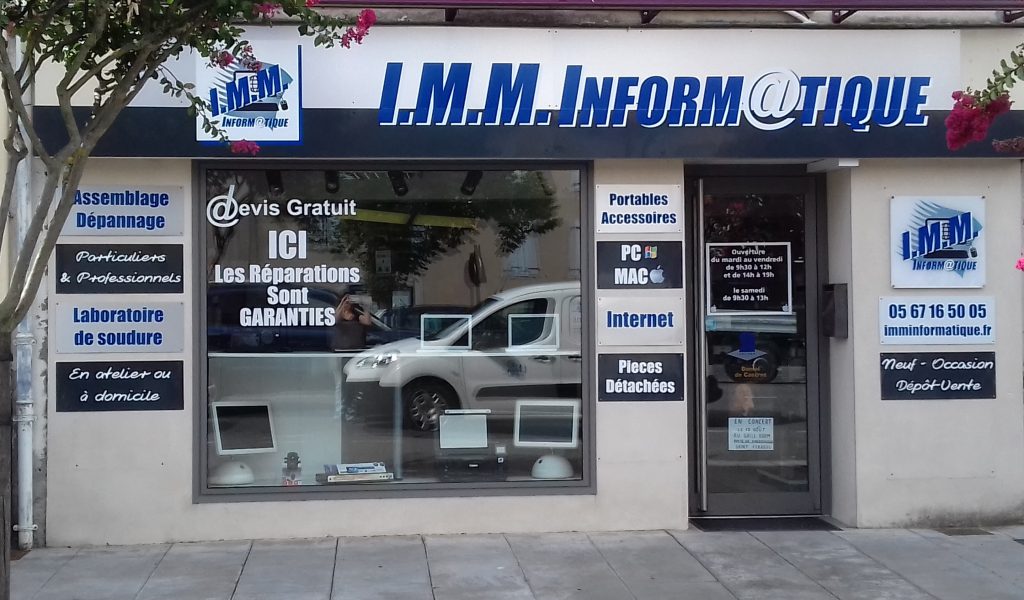 I.M.M.
INFORM@TIQUE
I.M.M. INFORM@TIQUE
Assemblage
Dépannage
Particuliers
& Professionnels
Laboratoire
de soudure
En atelier ou
à domicile
@evis Gratuit
ICI
Les Réparations
Sont
GARANTIES
Portables
Accessoires
PC
MAC
Internet
Pieces
Détachées
Ouverture
du mardi au vendredi
de 9h30 à 12h
et de 14h à 19h
le samedi
de 9h30 à 13h
EN CONCERT
I.M.M.
INFORM@TIQUE
05 67 16 50 05
imminformatique.fr
Neuf - Occasion
Dépôt Vente